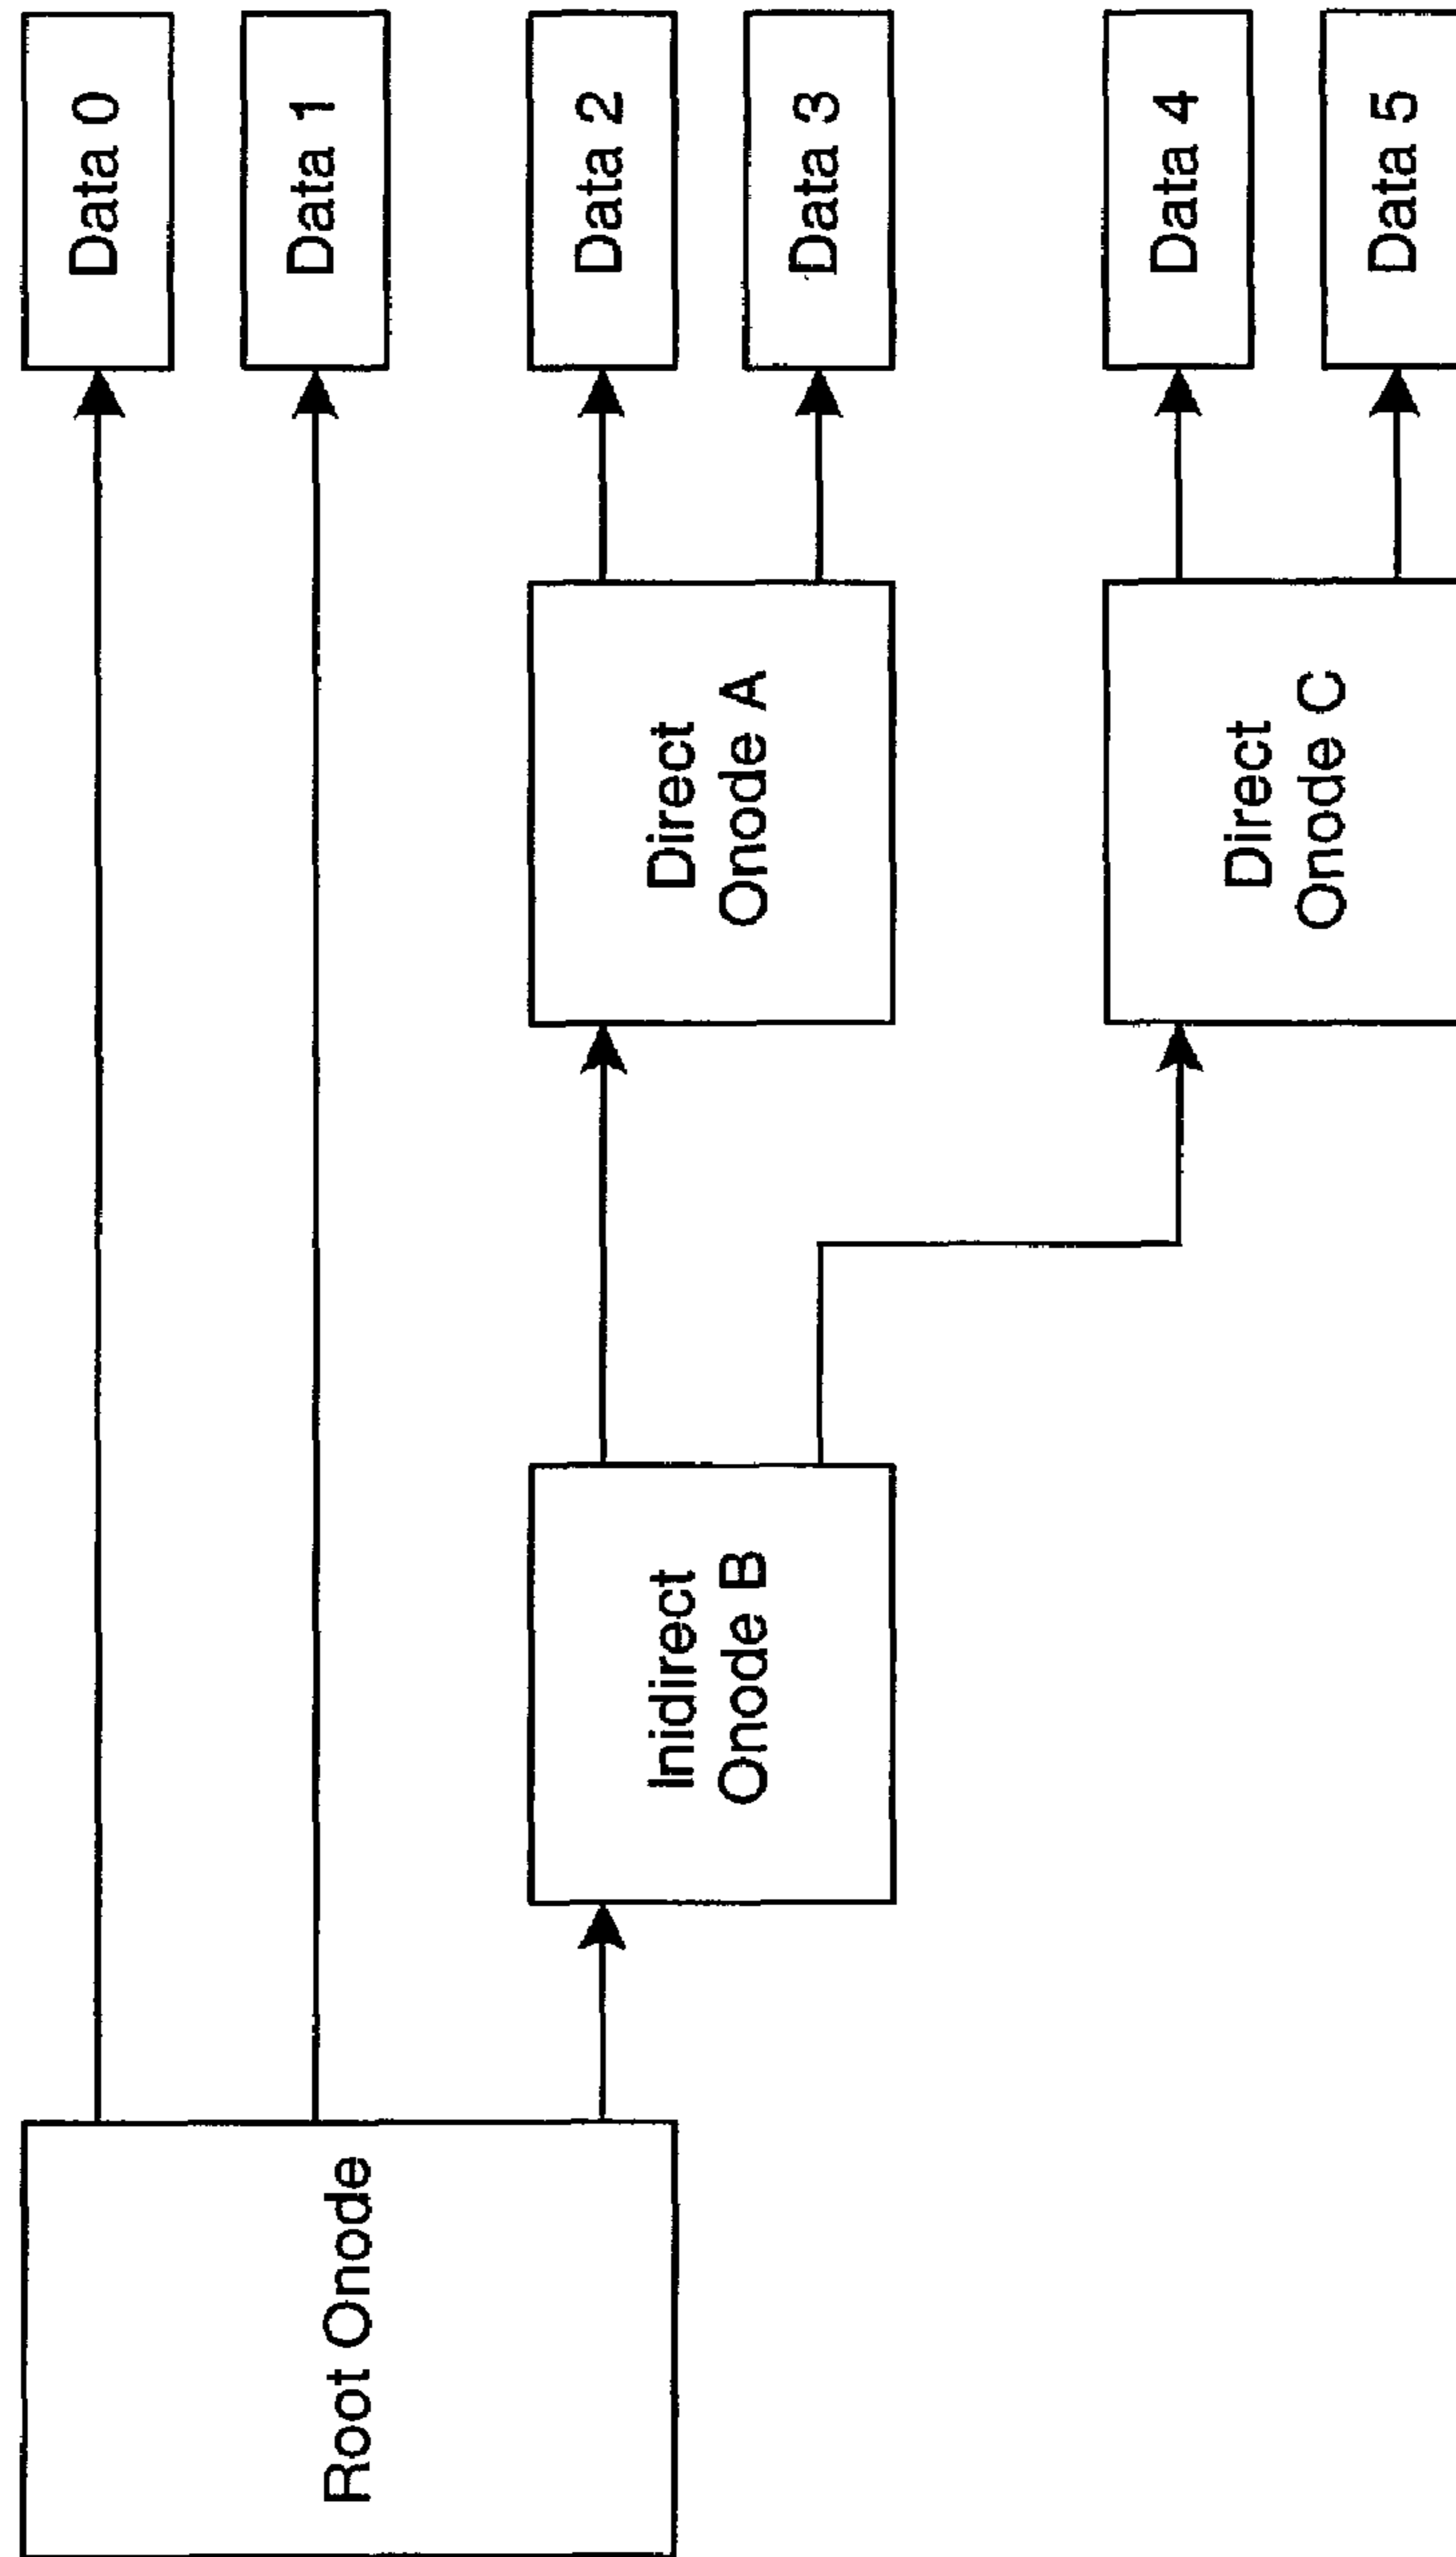 Root Onode
Inidirect
Onode B
Direct
Onode A
Direct
Onode C
Data 0
Data 1
Data 2
Data 3
Data 4
Data 5